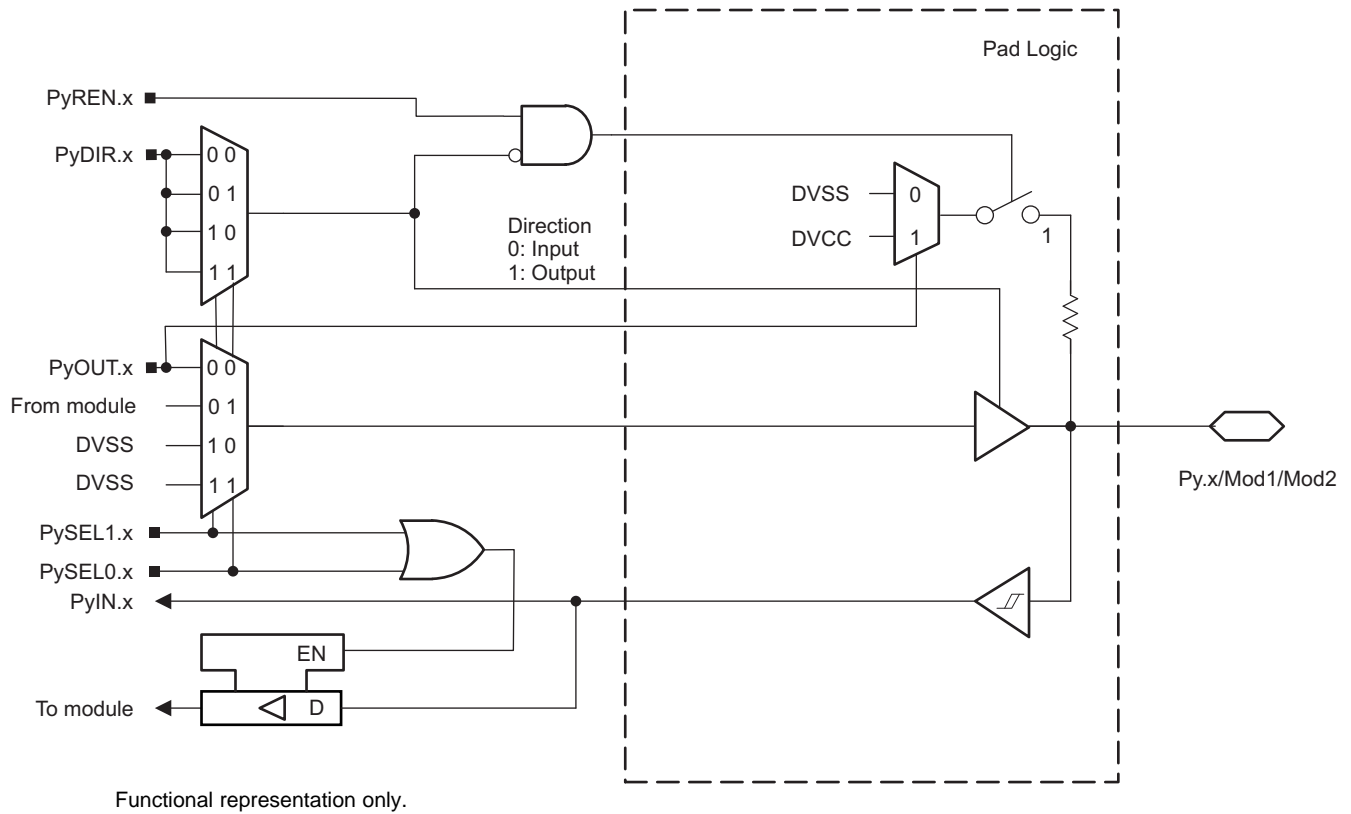 Pad Logic
PyREN.x
PyDIR.x
0 0
0 1
1 0
1 1
Direction
0: Input
1: Output
DVSS
DVCC
0
1
1
PyOUT.x
From module
DVSS
DVSS
0 0
0 1
1 0
1 1
Py.x/Mod1/Mod2
PySEL1.x
PySEL0.x
PyIN.x
EN
To module
D
Functional representation only.